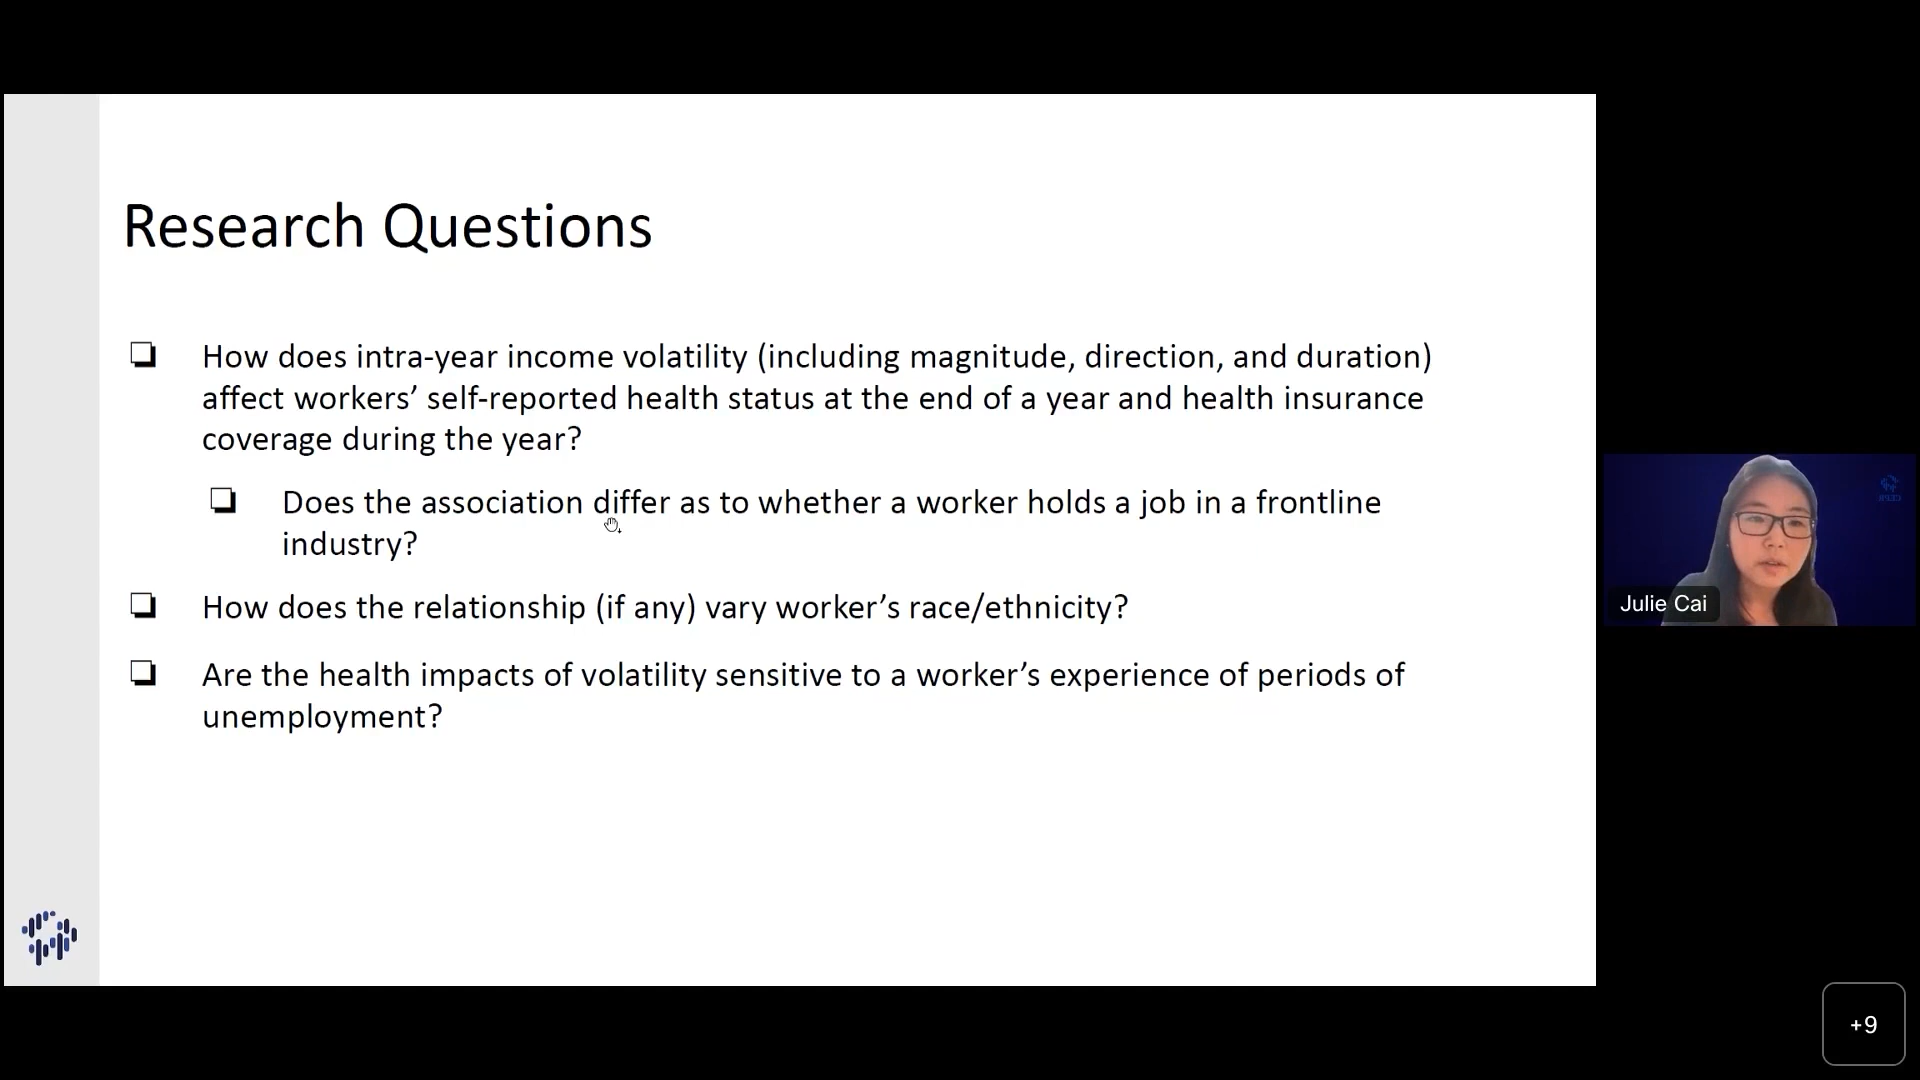 Research Questions
How does intra-year income volatility (including magnitude, direction, and duration)
affect workers’ self-reported health status at the end of a year and health insurance
coverage during the year?
Does the association differ as to whether a worker holds a job in a frontline
industry?
How does the relationship (if any) vary worker’s race/ethnicity?
Are the health impacts of volatility sensitive to a worker’s experience of periods of
unemployment?
Julie Cai
+9